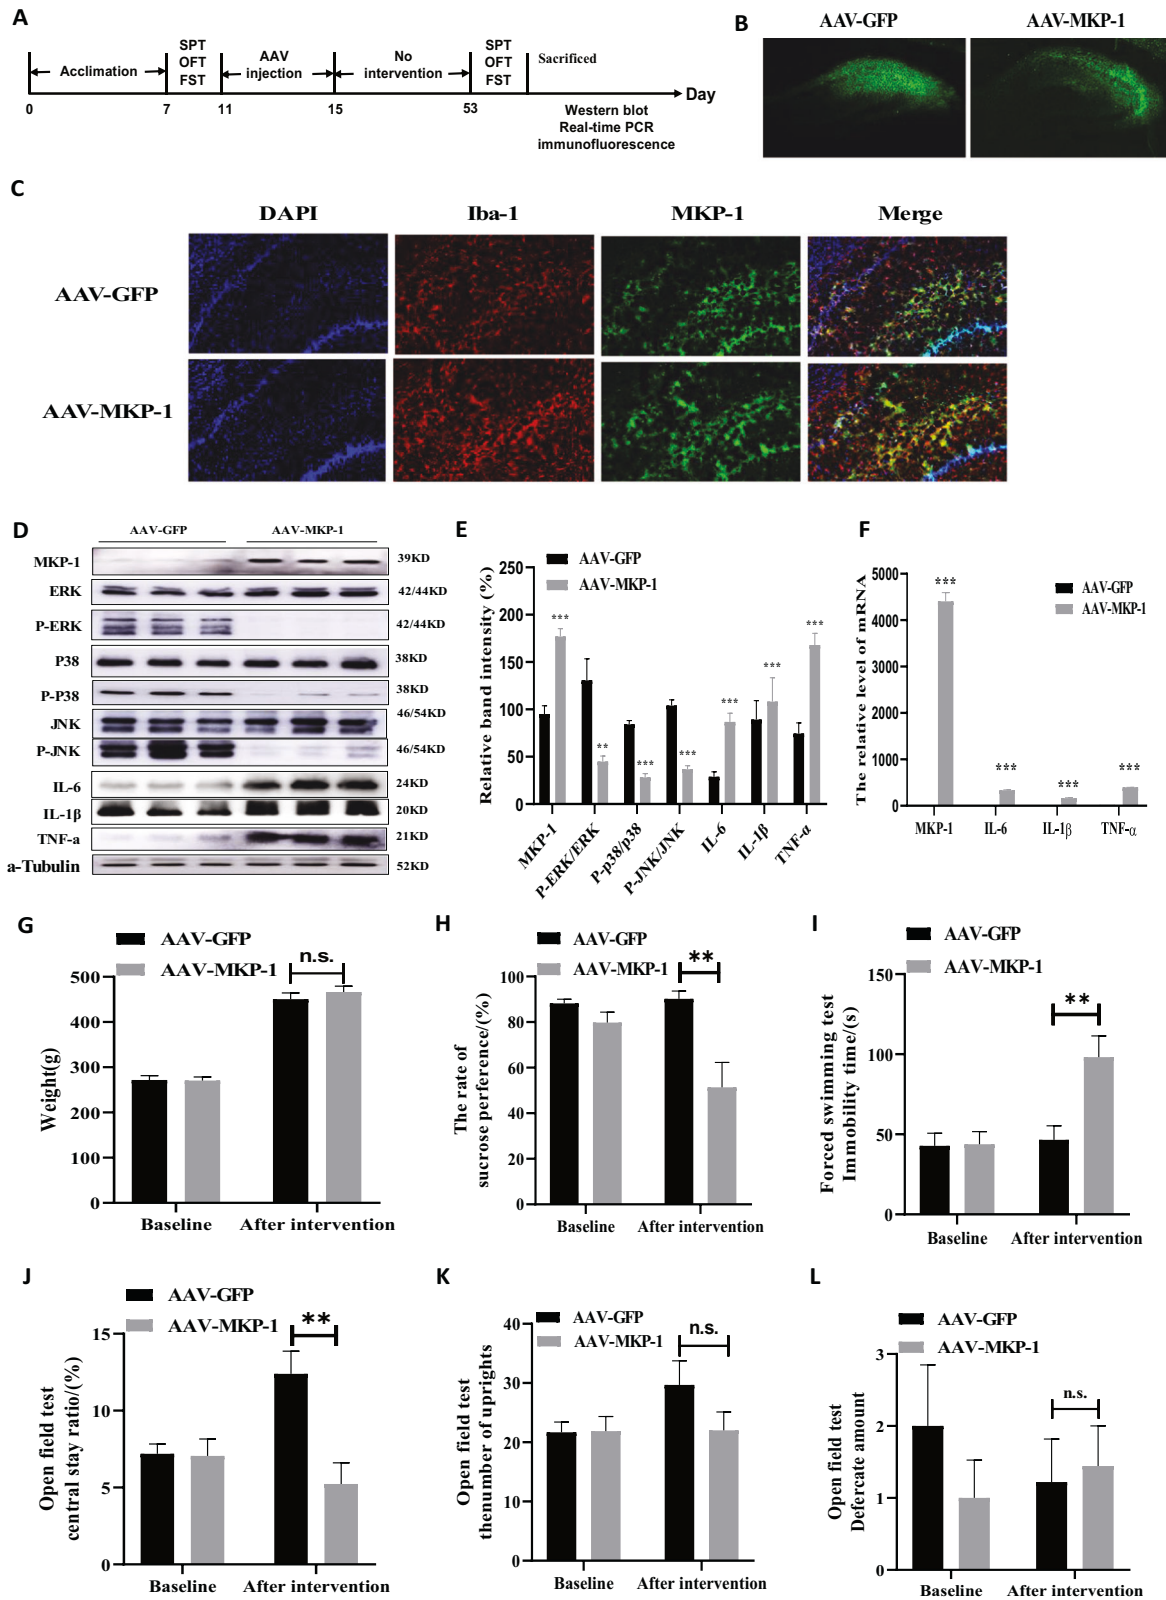 A
SPT
OFT
FST
AAV
injection
No
intervention
SPT
OFT
FST
Sacrificed
Acclimation
Day
0
7
11
15
53
Western blot
Real-time PCR
immunofluorescence
B
AAV-GFP
AAV-MKP-1
C
DAPI
Iba-1
MKP-1
Merge
AAV-GFP
AAV-MKP-1
D
AAV-GFP
AAV-MKP-1
MKP-1
39KD
ERK
42/44KD
P-ERK
42/44KD
P38
38KD
P-P38
38KD
JNK
46/54KD
P-JNK
46/54KD
IL-6
24KD
IL-1β
20KD
TNF-a
21KD
a-Tubulin
52KD
E
AAV-GFP
AAV-MKP-1
Relative band intensity (%)
250
200
150
100
50
0
***
**
***
***
***
***
***
MKP-1
P-ERK/ERK
P-p38/p38
P-JNK/JNK
IL-6
IL-1β
TNF-α
F
AAV-GFP
AAV-MKP-1
The relative level of mRNA
5000
4000
3000
2000
1000
0
***
***
***
***
MKP-1
IL-6
IL-1β
TNF-α
G
AAV-GFP
AAV-MKP-1
n.s.
Weight(g)
500
400
300
200
100
0
Baseline
After intervention
H
AAV-GFP
AAV-MKP-1
**
The rate of
sucrose perference/(%)
100
80
60
40
20
0
Baseline
After intervention
I
AAV-GFP
AAV-MKP-1
**
Forced swimming test
Immobility time/(s)
150
100
50
0
Baseline
After intervention
J
AAV-GFP
AAV-MKP-1
**
Open field test
central stay ratio/(%)
15
10
5
0
Baseline
After intervention
K
AAV-GFP
AAV-MKP-1
n.s.
Open field test
thenumber of uprights
40
30
20
10
0
Baseline
After intervention
L
AAV-GFP
AAV-MKP-1
n.s.
Open field test
Defercate amount
3
2
1
0
Baseline
After intervention